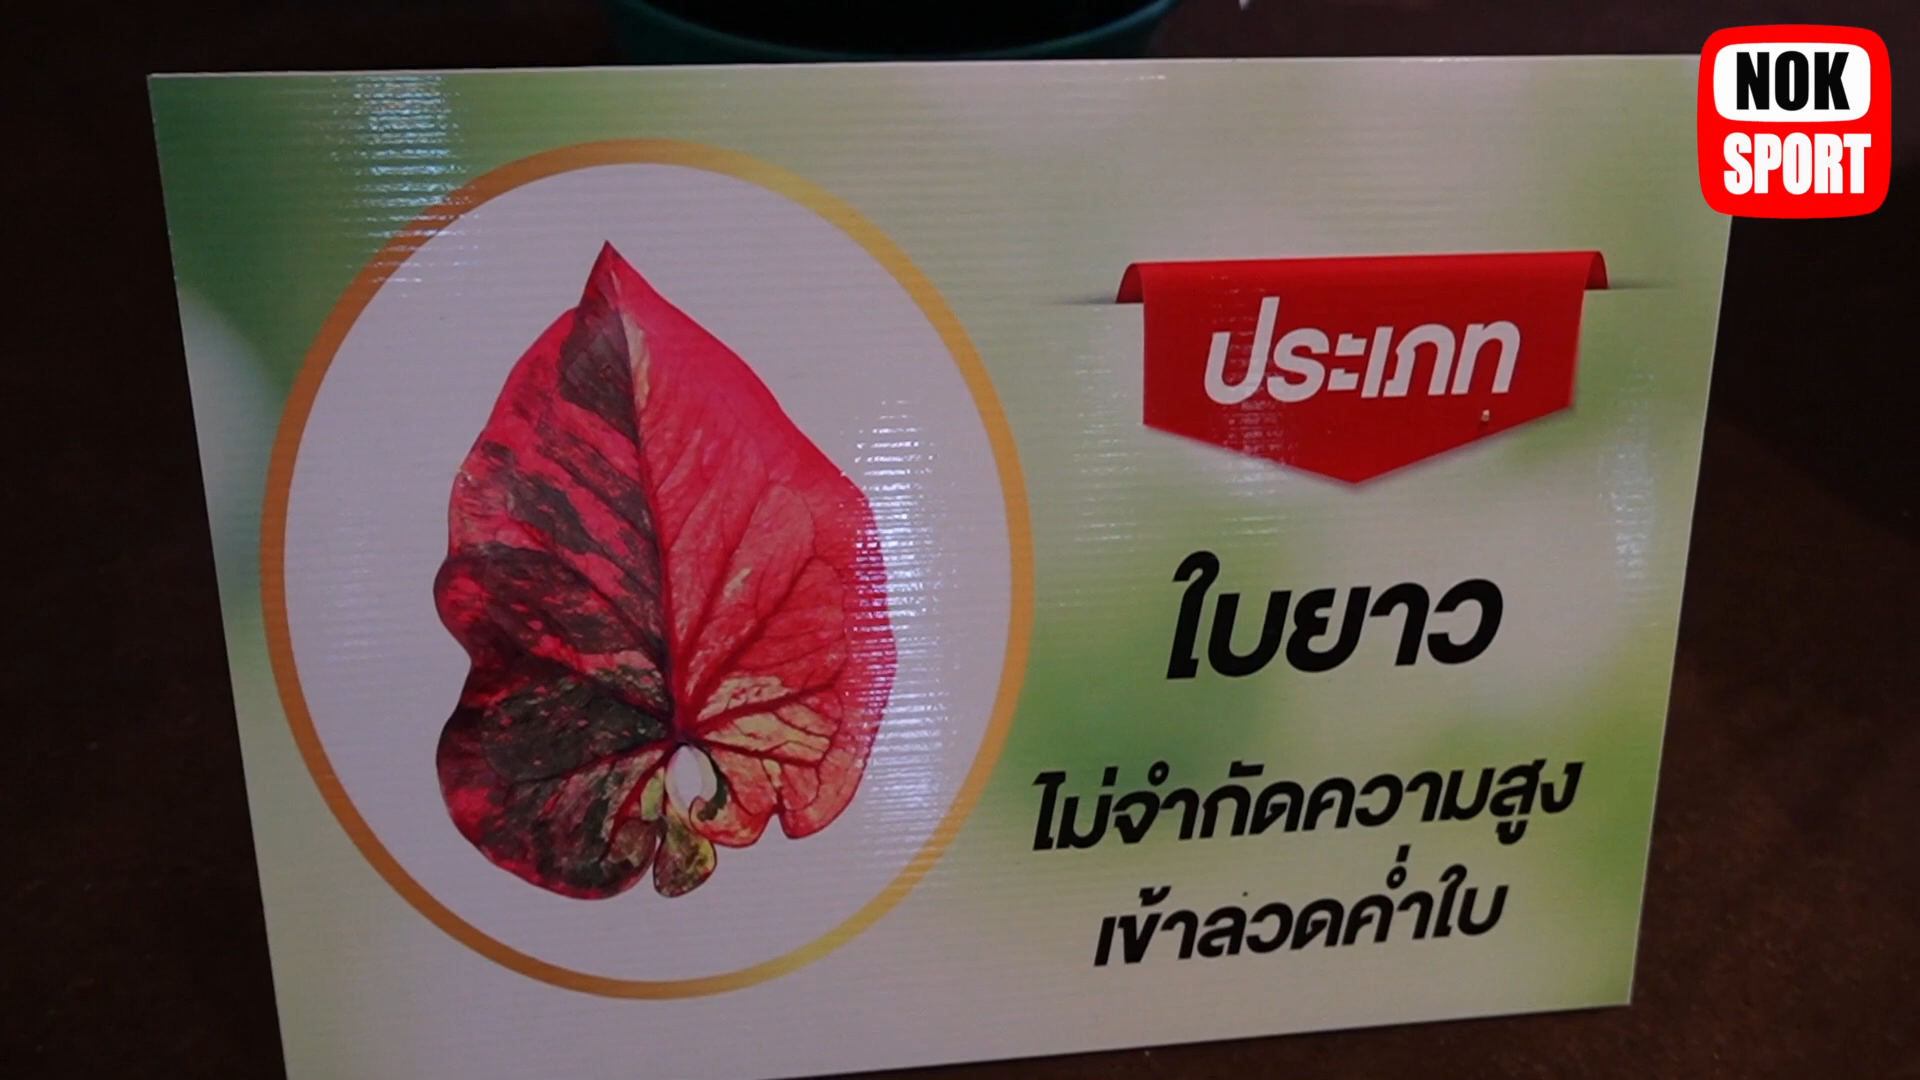 NOK
SPORT
ประเภท
ใบยาว
ไม่จำกัดความสูง
เข้าลวดค่ำใบ